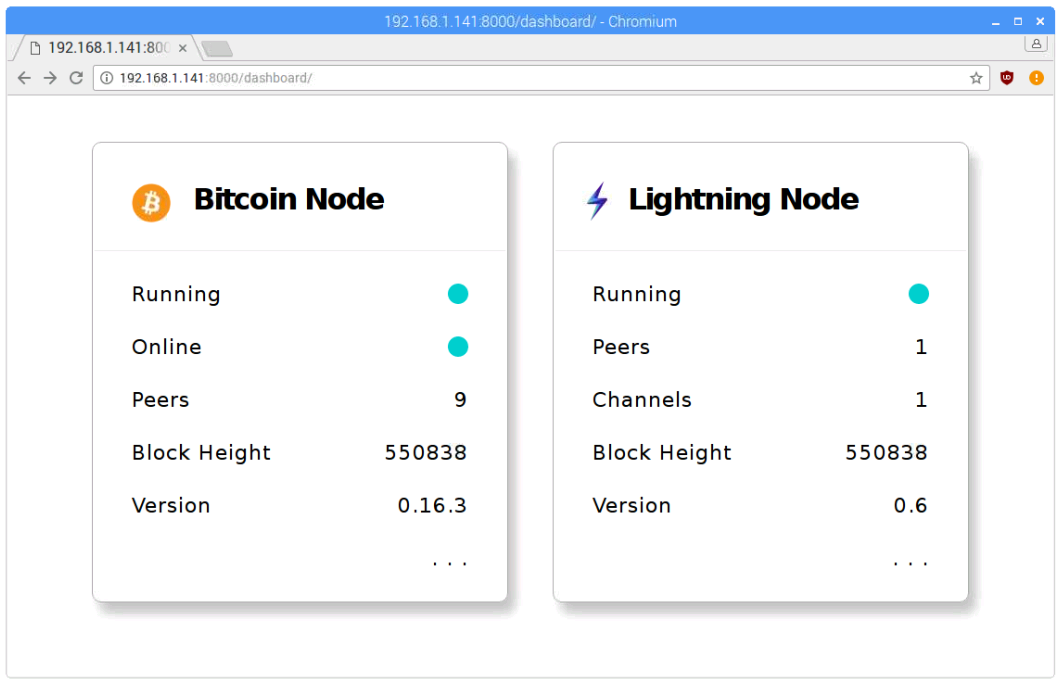 192.168.1.141:8000/dashboard/ - Chromium
192.168.1.141:800
192.168.1.141:8000/dashboard/
Bitcoin Node
Running
Online
Peers 9
Block Height 550838
Version 0.16.3
. . .
Lightning Node
Running
Peers 1
Channels 1
Block Height 550838
Version 0.6
. . .